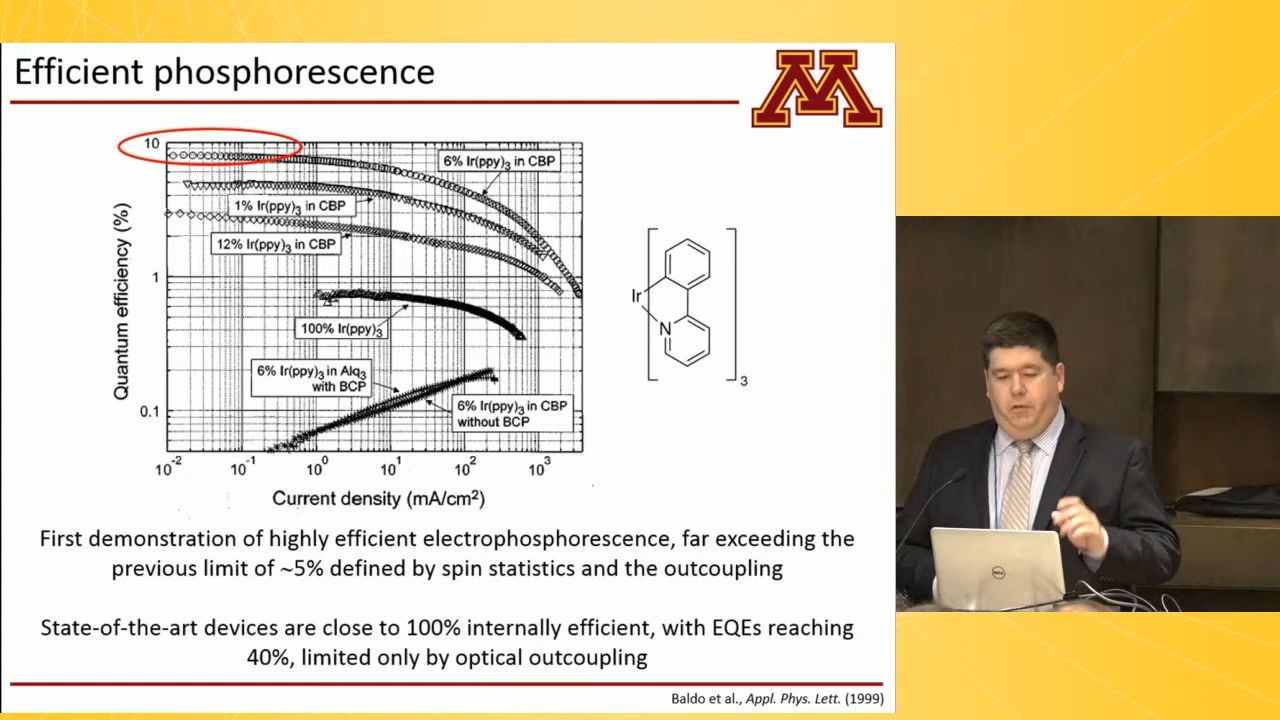 Efficient phosphorescence
M
10
1
0.1
Quantum efficiency (%)
6% Ir(ppy)₃ in CBP
1% Ir(ppy)₃ in CBP
12% Ir(ppy)₃ in CBP
100% Ir(ppy)₃
6% Ir(ppy)₃ in Alq₃
with BCP
6% Ir(ppy)₃ in CBP
without BCP
10⁻² 10⁻¹ 10⁰ 10¹ 10² 10³
Current density (mA/cm²)
Ir
N
3
First demonstration of highly efficient electrophosphorescence, far exceeding the
previous limit of ~5% defined by spin statistics and the outcoupling
State-of-the-art devices are close to 100% internally efficient, with EQEs reaching
40%, limited only by optical outcoupling
Baldo et al., Appl. Phys. Lett. (1999)
DELL